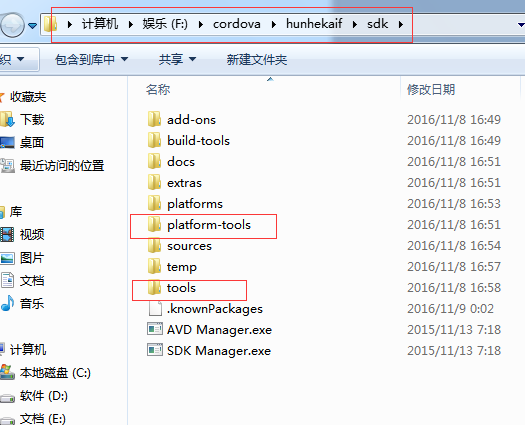 计算机 娱乐 (F:) cordova hunhekaif sdk
织 包含到库中 共享 新建文件夹
名称 修改日期
收藏夹
下载
桌面
最近访问的位置
库
视频
图片
文档
音乐
计算机
本地磁盘 (C:)
软件 (D:)
文档 (E:)
add-ons 2016/11/8 16:49
build-tools 2016/11/8 16:49
docs 2016/11/8 16:51
extras 2016/11/8 16:51
platforms 2016/11/8 16:53
platform-tools 2016/11/8 16:51
sources 2016/11/8 16:54
temp 2016/11/8 16:57
tools 2016/11/8 16:58
.knownPackages 2016/11/9 0:02
AVD Manager.exe 2015/11/13 7:18
SDK Manager.exe 2015/11/13 7:18